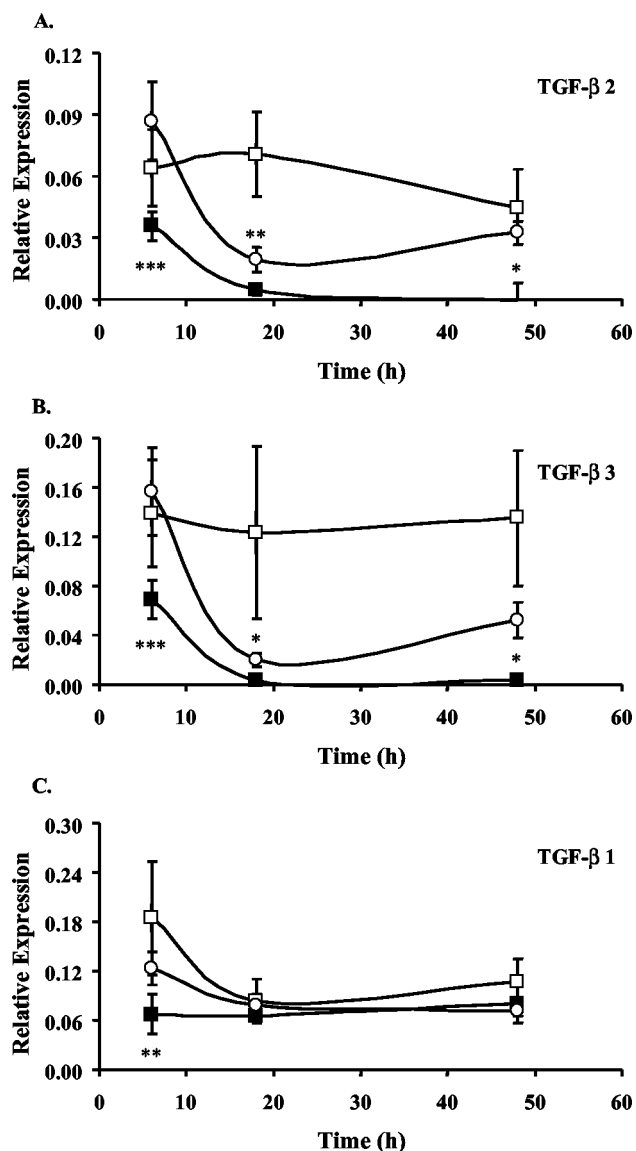 A.
TGF-β 2
Relative Expression
0.12
0.09
0.06
0.03
0.00
**
***
*
0 10 20 30 40 50 60
Time (h)
B.
TGF-β 3
Relative Expression
0.20
0.16
0.12
0.08
0.04
0.00
***
*
*
0 10 20 30 40 50 60
Time (h)
C.
TGF-β 1
Relative Expression
0.30
0.24
0.18
0.12
0.06
0.00
**
0 10 20 30 40 50 60
Time (h)